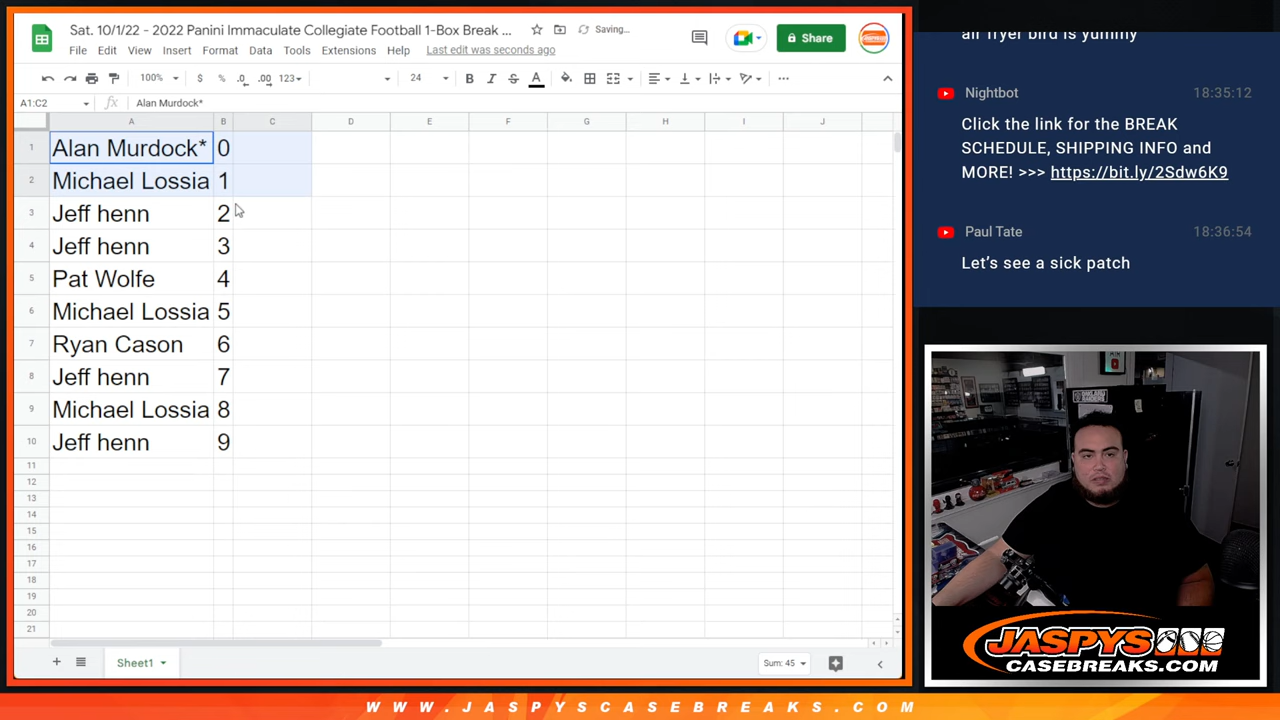 Sat. 10/1/22 - 2022 Panini Immaculate Collegiate Football 1-Box Break ...
Saving...
Share
File Edit View Insert Format Data Tools Extensions Help Last edit was seconds ago
100% $ % .0 .00 123 24 B I S A
A1:C2 fx Alan Murdock*
A B C D E F G H I J
1 Alan Murdock* 0
2 Michael Lossia 1
3 Jeff henn 2
4 Jeff henn 3
5 Pat Wolfe 4
6 Michael Lossia 5
7 Ryan Cason 6
8 Jeff henn 7
9 Michael Lossia 8
10 Jeff henn 9
11
12
13
14
15
16
17
18
19
20
21
Sheet1 Sum: 45
air fryer bird is yummy
Nightbot 18:35:12
Click the link for the BREAK
SCHEDULE, SHIPPING INFO and
MORE! >>> https://bit.ly/2Sdw6K9
Paul Tate 18:36:54
Let's see a sick patch
JASPYS
CASEBREAKS.COM
WWW.JASPYSCASEBREAKS.COM